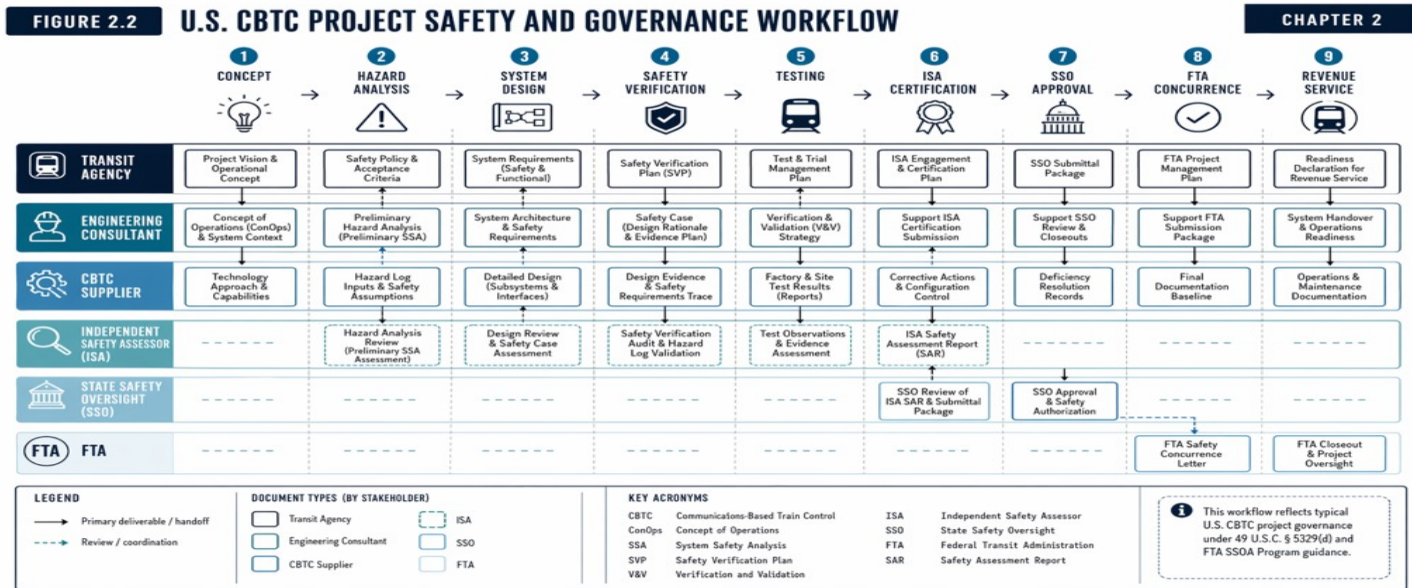 FIGURE 2.2
U.S. CBTC PROJECT SAFETY AND GOVERNANCE WORKFLOW
CHAPTER 2
1
CONCEPT
2
HAZARD
ANALYSIS
3
SYSTEM
DESIGN
4
SAFETY
VERIFICATION
5
TESTING
6
ISA
CERTIFICATION
7
SSO
APPROVAL
8
FTA
CONCURRENCE
9
REVENUE
SERVICE
TRANSIT
AGENCY
Project Vision &
Operational
Concept
Safety Policy &
Acceptance
Criteria
System Requirements
(Safety &
Functional)
Safety Verification
Plan (SVP)
Test & Trial
Management
Plan
ISA Engagement
& Certification
Plan
SSO Submittal
Package
FTA Project
Management
Plan
Readiness
Declaration for
Revenue Service
ENGINEERING
CONSULTANT
Concept of
Operations (ConOps)
& System Context
Preliminary
Hazard Analysis
(Preliminary SSA)
System Architecture
& Safety
Requirements
Safety Case
(Design Rationale
& Evidence Plan)
Verification &
Validation (V&V)
Strategy
Support ISA
Certification
Submission
Support SSO
Review &
Closeouts
Support FTA
Submission
Package
System Handover
& Operations
Readiness
CBTC
SUPPLIER
Technology
Approach &
Capabilities
Hazard Log
Inputs & Safety
Assumptions
Detailed Design
(Subsystems &
Interfaces)
Design Evidence
& Safety
Requirements Trace
Factory & Site
Test Results
(Reports)
Corrective Actions
& Configuration
Control
Deficiency
Resolution
Records
Final
Documentation
Baseline
Operations &
Maintenance
Documentation
INDEPENDENT
SAFETY ASSESSOR
(ISA)
Hazard Analysis
Review
(Preliminary SSA
Assessment)
Design Review
& Safety Case
Assessment
Safety Verification
Audit & Hazard
Log Validation
Test Observations
& Evidence
Assessment
ISA Safety
Assessment Report
(SAR)
STATE SAFETY
OVERSIGHT
(SSO)
SSO Review of
ISA SAR & Submittal
Package
SSO Approval
& Safety
Authorization
FTA
FTA
FTA Safety
Concurrence
Letter
FTA Closeout
& Project
Oversight
LEGEND
Primary deliverable / handoff
Review / coordination
DOCUMENT TYPES (BY STAKEHOLDER)
Transit Agency
Engineering Consultant
CBTC Supplier
ISA
SSO
FTA
KEY ACRONYMS
CBTC Communications-Based Train Control
ConOps Concept of Operations
SSA System Safety Analysis
SVP Safety Verification Plan
V&V Verification and Validation
ISA Independent Safety Assessor
SSO State Safety Oversight
FTA Federal Transit Administration
SAR Safety Assessment Report
This workflow reflects typical
U.S. CBTC project governance
under 49 U.S.C. § 5329(d) and
FTA SSOA Program guidance.